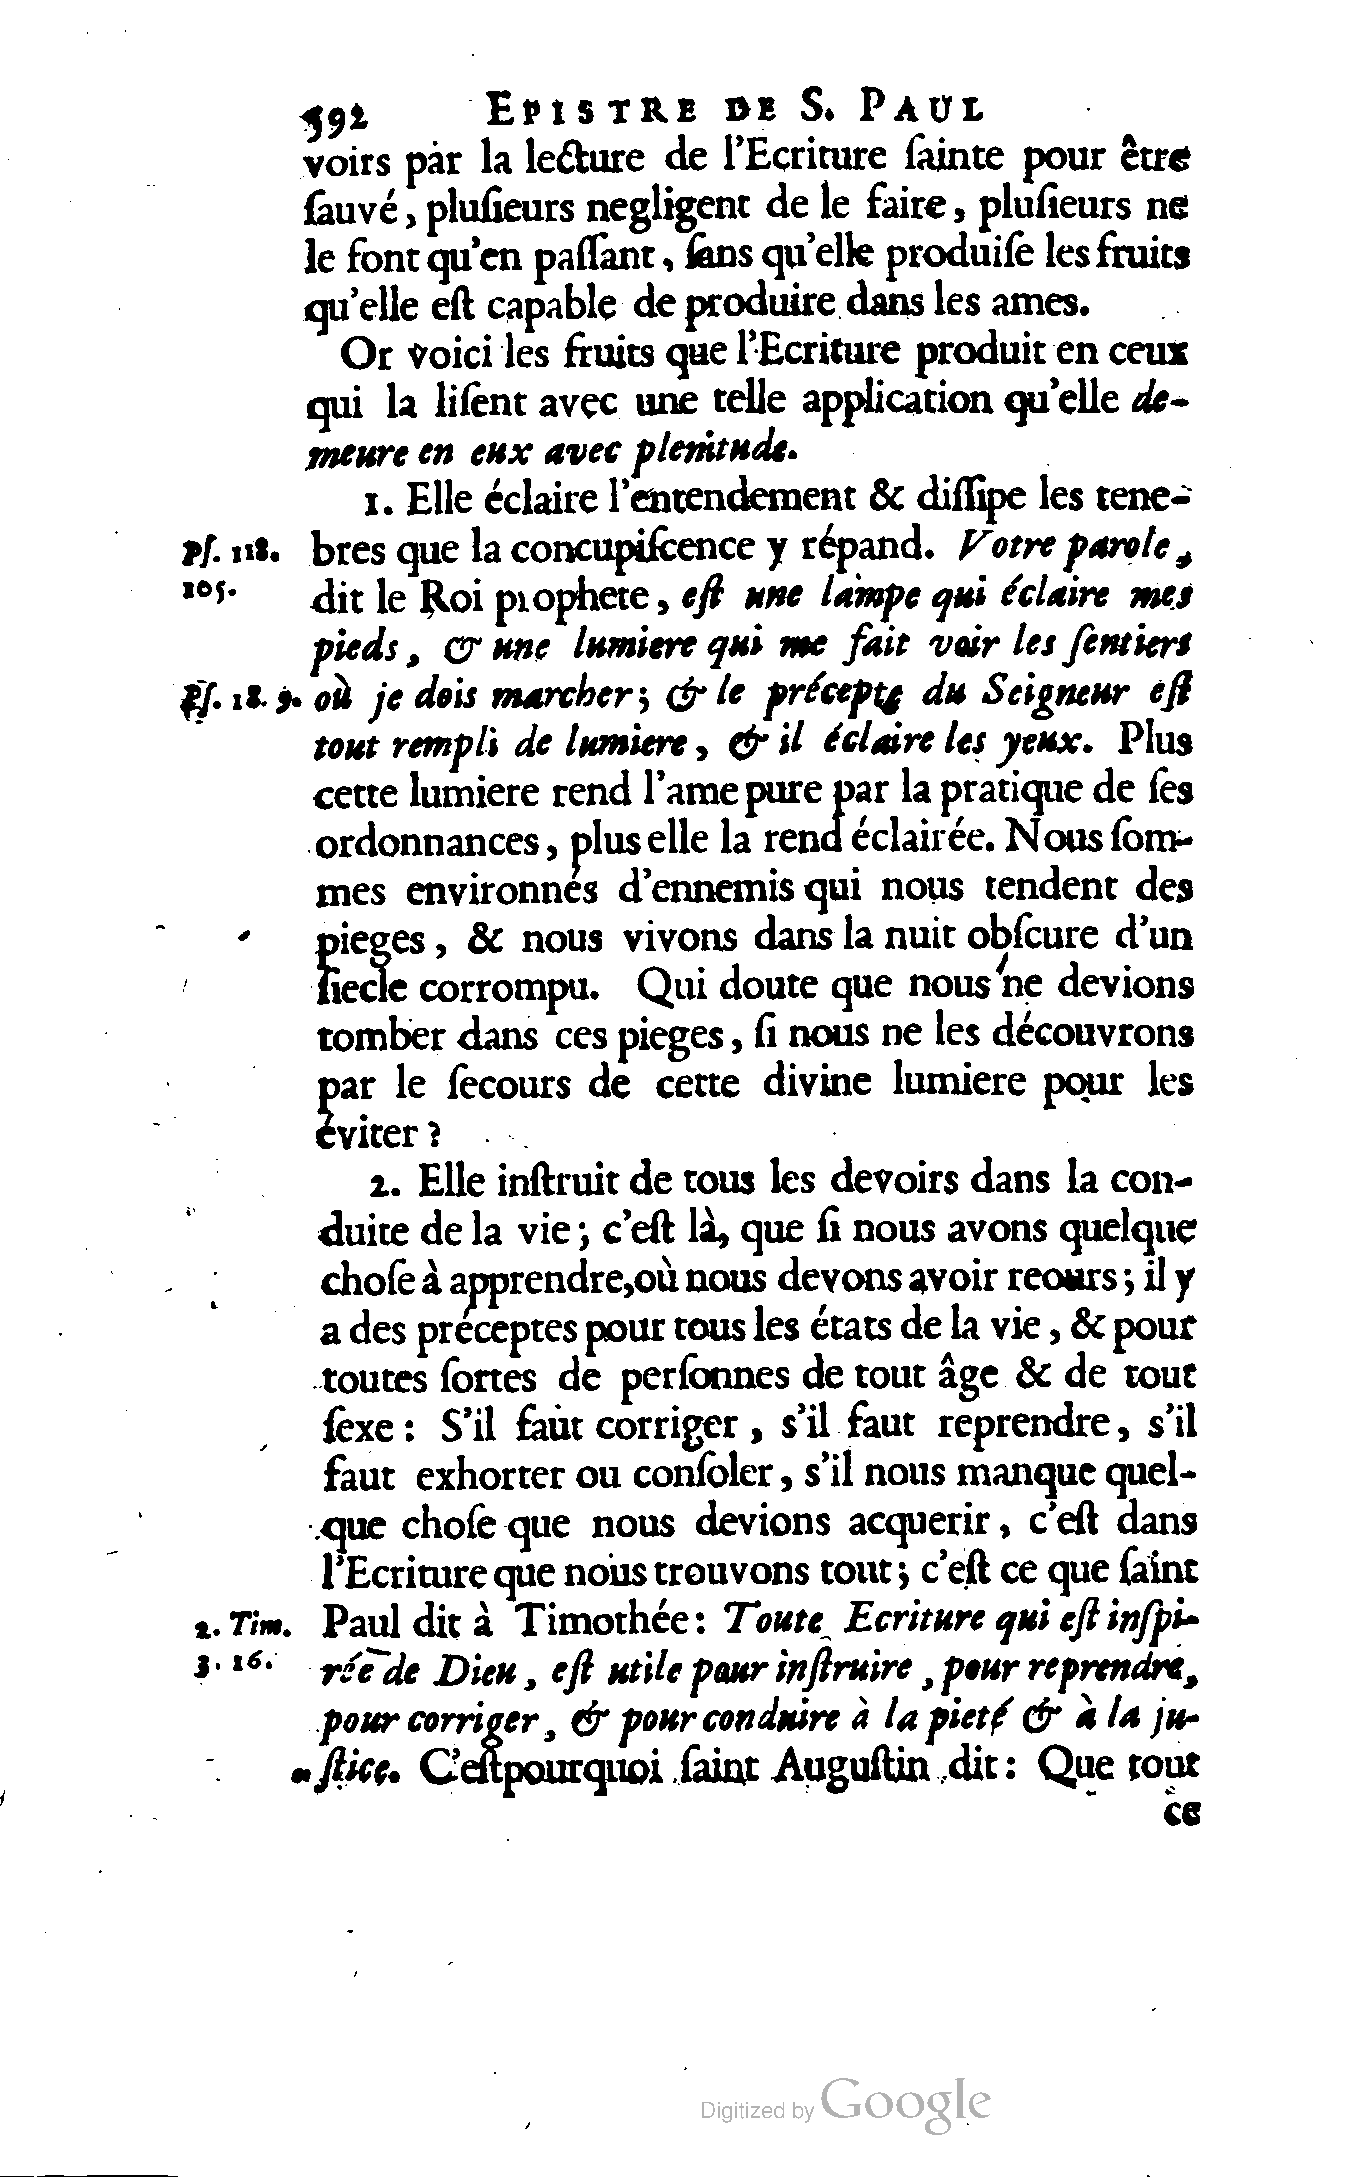 592 EPISTRE DE S. PAUL
voirs par la lecture de l'Ecriture ſainte pour être
ſauvé, pluſieurs negligent de le faire, pluſieurs ne
le font qu'en paſſant, ſans qu'elle produiſe les fruits
qu'elle eſt capable de produire dans les ames.
Or voici les fruits que l'Ecriture produit en ceux
qui la liſent avec une telle application qu'elle de-
meure en eux avec plenitude.
1. Elle éclaire l'entendement & diſſipe les tene-
Pſ. 118. bres que la concupiſcence y répand. Votre parole,
105. dit le Roi prophete, eſt une lampe qui éclaire mes
pieds, & une lumiere qui me fait voir les ſentiers
Pſ. 18. 9. où je dois marcher; & le précepte du Seigneur eſt
tout rempli de lumiere, & il éclaire les yeux. Plus
cette lumiere rend l'ame pure par la pratique de ſes
ordonnances, plus elle la rend éclairée. Nous ſom-
mes environnés d'ennemis qui nous tendent des
pieges, & nous vivons dans la nuit obſcure d'un
ſiecle corrompu. Qui doute que nous ne devions
tomber dans ces pieges, ſi nous ne les découvrons
par le ſecours de cette divine lumiere pour les
éviter?
2. Elle inſtruit de tous les devoirs dans la con-
duite de la vie; c'eſt là, que ſi nous avons quelque
choſe à apprendre, où nous devons avoir reours; il y
a des préceptes pour tous les états de la vie, & pour
toutes ſortes de perſonnes de tout âge & de tout
ſexe: S'il faut corriger, s'il faut reprendre, s'il
faut exhorter ou conſoler, s'il nous manque quel-
que choſe que nous devions acquerir, c'eſt dans
l'Ecriture que nous trouvons tout; c'eſt ce que ſaint
2. Tim. Paul dit à Timothée: Toute Ecriture qui eſt inſpi-
3. 16. rée de Dieu, eſt utile pour inſtruire, pour reprendre,
pour corriger, & pour conduire à la pieté & à la ju-
ſtice. C'eſtpourquoi ſaint Auguſtin dit: Que tout
ce
Digitized by Google